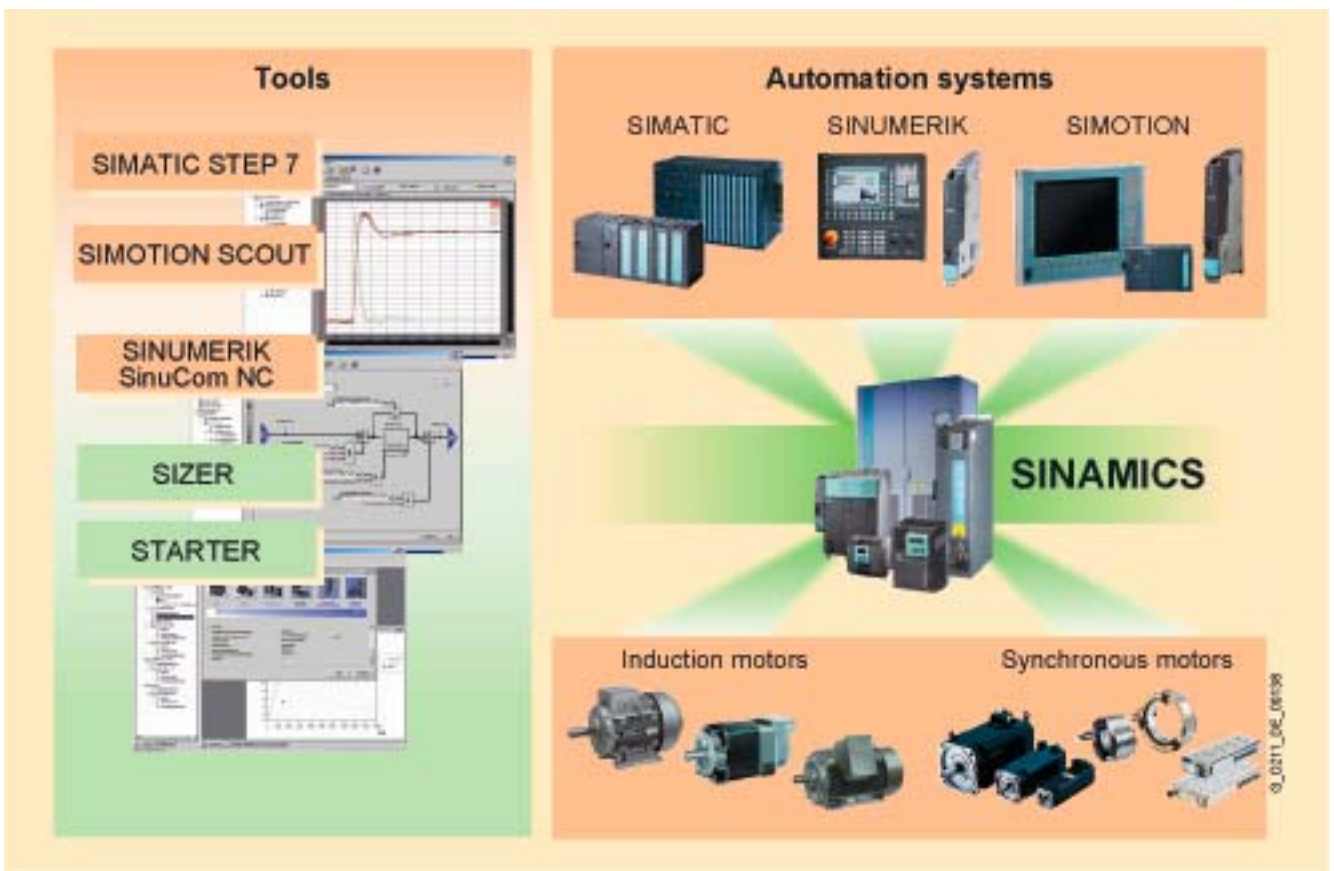 Tools
SIMATIC STEP 7
SIMOTION SCOUT
SINUMERIK
SinuCom NC
SIZER
STARTER
Automation systems
SIMATIC
SINUMERIK
SIMOTION
SINAMICS
Induction motors
Synchronous motors
G_D211_DE_00136